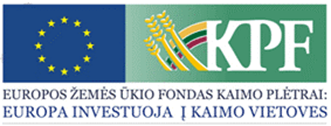 KPF
EUROPOS ŽEMĖS ŪKIO FONDAS KAIMO PLĖTRAI:
EUROPA INVESTUOJA Į KAIMO VIETOVES